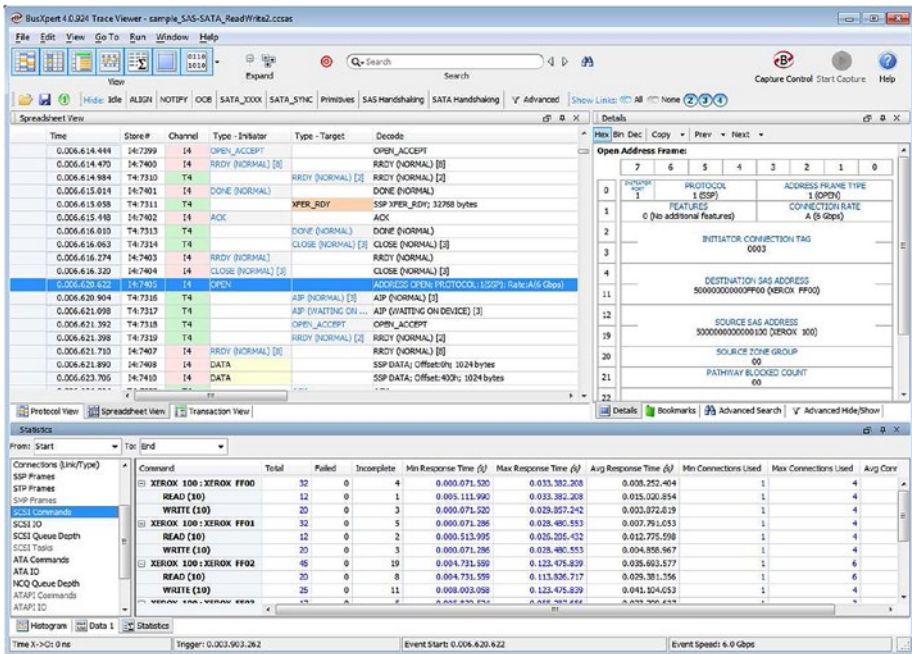 BusXpert 4.0.924 Trace Viewer - sample_SAS-SATA_ReadWrite2.ccsas
File Edit View Go To Run Window Help
View Expand Search Search Capture Control Start Capture Help
Hide: Idle ALIGN NOTIFY OOB SATA_XXXX SATA_SYNC Primitives SAS Handshaking SATA Handshaking Advanced Show Links: All None 2 3 4
Spreadsheet View
Time Store# Channel Type - Initiator Type - Target Decode
0.006.614.444 I4:7399 I4 OPEN_ACCEPT OPEN_ACCEPT
0.006.614.470 I4:7400 I4 RRDY (NORMAL) [8] RRDY (NORMAL) [8]
0.006.614.984 T4:7310 T4 RRDY (NORMAL) [2] RRDY (NORMAL) [2]
0.006.615.014 I4:7401 I4 DONE (NORMAL) DONE (NORMAL)
0.006.615.058 T4:7311 T4 XFER_RDY SSP XFER_RDY; 32768 bytes
0.006.615.448 I4:7402 I4 ACK ACK
0.006.616.010 T4:7313 T4 DONE (NORMAL) DONE (NORMAL)
0.006.616.063 T4:7314 T4 CLOSE (NORMAL) [3] CLOSE (NORMAL) [3]
0.006.616.274 I4:7403 I4 RRDY (NORMAL) RRDY (NORMAL)
0.006.616.320 I4:7404 I4 CLOSE (NORMAL) [3] CLOSE (NORMAL) [3]
0.006.620.622 I4:7405 I4 OPEN ADDRESS OPEN; PROTOCOL:1(SSP); Rate:A(6 Gbps)
0.006.620.904 T4:7316 T4 AIP (NORMAL) [3] AIP (NORMAL) [3]
0.006.621.098 T4:7317 T4 AIP (WAITING ON ... AIP (WAITING ON DEVICE) [3]
0.006.621.392 T4:7318 T4 OPEN_ACCEPT OPEN_ACCEPT
0.006.621.398 T4:7319 T4 RRDY (NORMAL) [2] RRDY (NORMAL) [2]
0.006.621.710 I4:7407 I4 RRDY (NORMAL) [8] RRDY (NORMAL) [8]
0.006.621.890 I4:7408 I4 DATA SSP DATA; Offset:0h; 1024 bytes
0.006.623.706 I4:7410 I4 DATA SSP DATA; Offset:400h; 1024 bytes
Protocol View Spreadsheet View Transaction View
Details
Hex Bin Dec Copy Prev Next
Open Address Frame:
7 6 5 4 3 2 1 0
0 INITIATOR PORT PROTOCOL ADDRESS FRAME TYPE
1 1 (SSP) 1 (OPEN)
1 FEATURES CONNECTION RATE
0 (No additional features) A (6 Gbps)
2
INITIATOR CONNECTION TAG
3 0003
4
DESTINATION SAS ADDRESS
11 500000000000FF00 (XEROX FF00)
12
SOURCE SAS ADDRESS
19 5000000000000100 (XEROX 100)
20 SOURCE ZONE GROUP
00
21 PATHWAY BLOCKED COUNT
00
22
Details Bookmarks Advanced Search Advanced Hide/Show
Statistics
From: Start To: End
Connections (Link/Type)
SSP Frames
STP Frames
SMP Frames
SCSI Commands
SCSI IO
SCSI Queue Depth
SCSI Tasks
ATA Commands
ATA IO
NCQ Queue Depth
ATAPI Commands
ATAPI IO
Command Total Failed Incomplete Min Response Time (s) Max Response Time (s) Avg Response Time (s) Min Connections Used Max Connections Used Avg Conr
XEROX 100 : XEROX FF00 32 0 4 0.000.071.520 0.033.382.208 0.008.252.404 1 4
READ (10) 12 0 1 0.005.111.990 0.033.382.208 0.015.020.854 1 4
WRITE (10) 20 0 3 0.000.071.520 0.029.857.242 0.003.872.819 1 4
XEROX 100 : XEROX FF01 32 0 5 0.000.071.286 0.028.480.553 0.007.791.053 1 4
READ (10) 12 0 2 0.000.513.995 0.026.205.432 0.012.775.598 1 4
WRITE (10) 20 0 3 0.000.071.286 0.028.480.553 0.004.858.967 1 4
XEROX 100 : XEROX FF02 45 0 19 0.004.731.559 0.123.475.839 0.035.693.577 1 6
READ (10) 20 0 8 0.004.731.559 0.113.826.717 0.029.381.356 1 6
WRITE (10) 25 0 11 0.008.003.058 0.123.475.839 0.041.104.053 1 4
Histogram Data 1 Statistics
Time X->O: 0 ns Trigger: 0.003.903.262 Event Start: 0.006.620.622 Event Speed: 6.0 Gbps